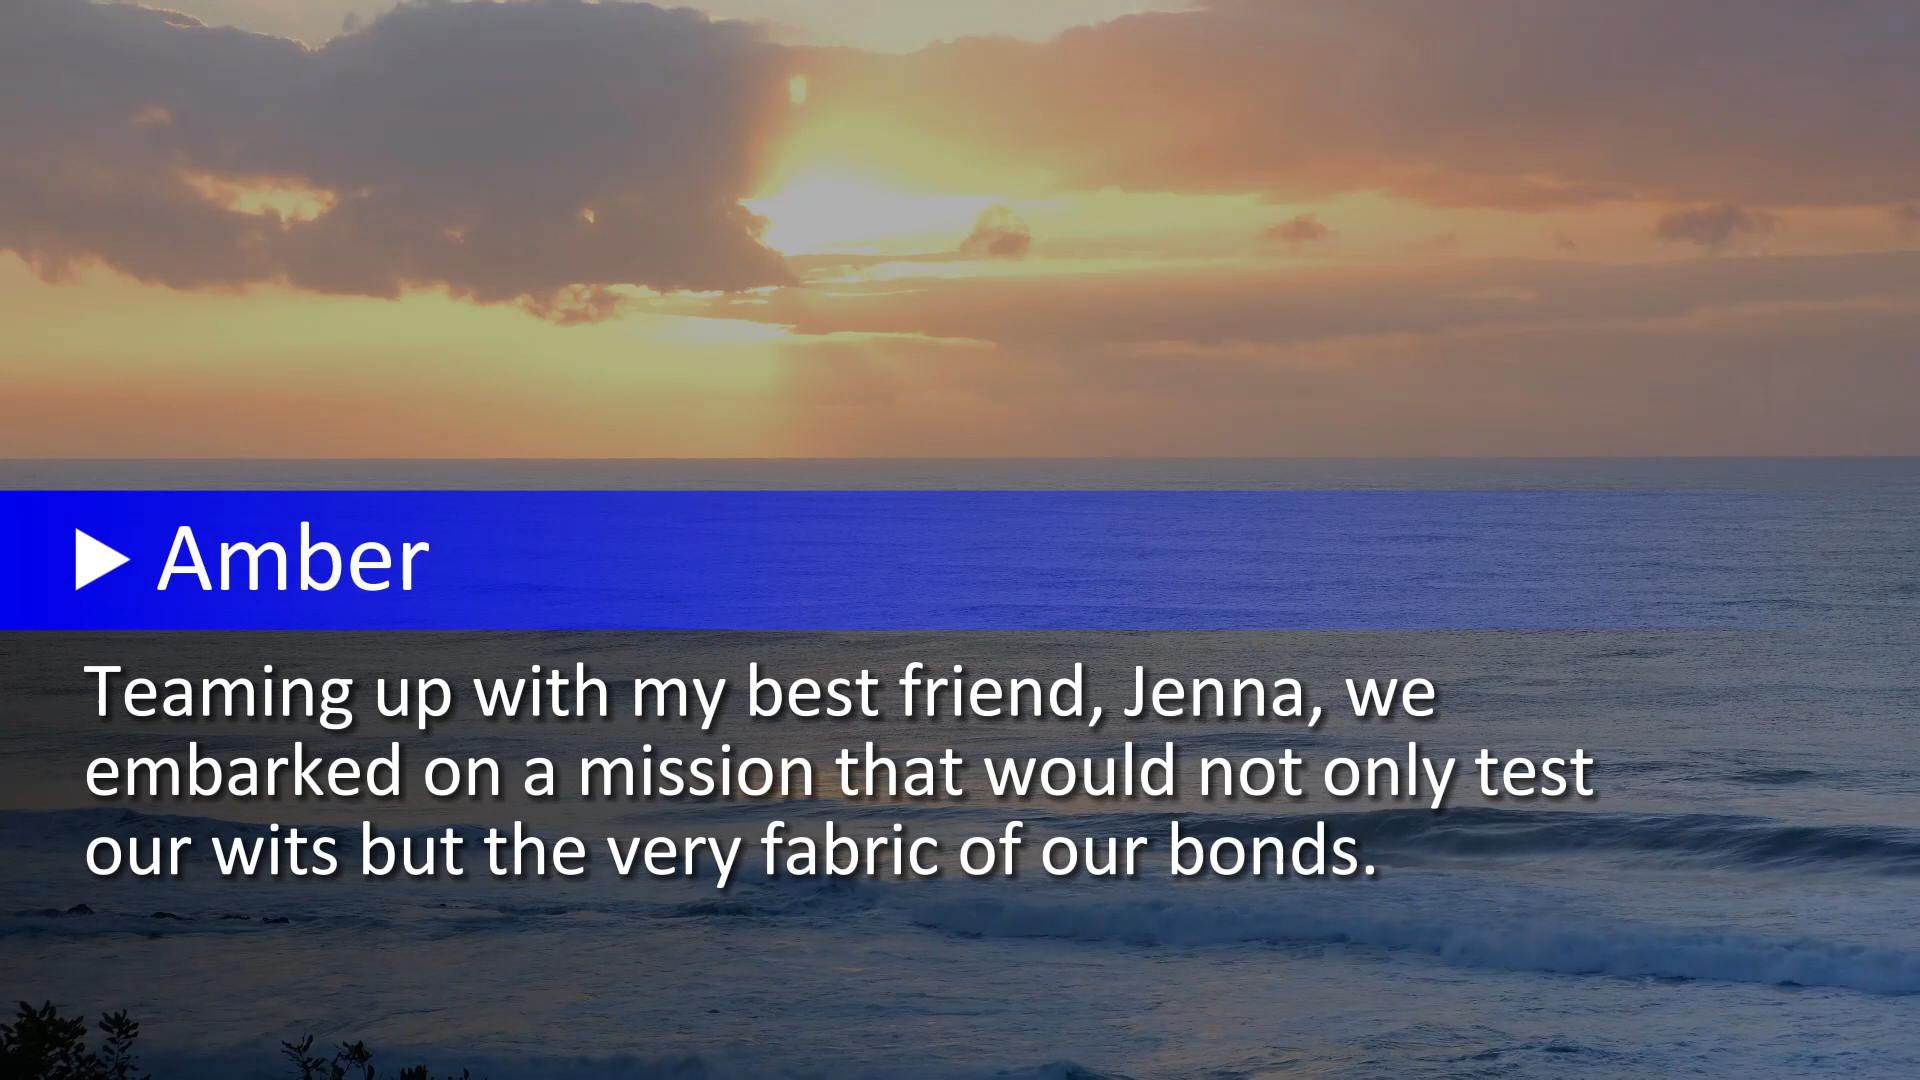 Amber
Teaming up with my best friend, Jenna, we
embarked on a mission that would not only test
our wits but the very fabric of our bonds.